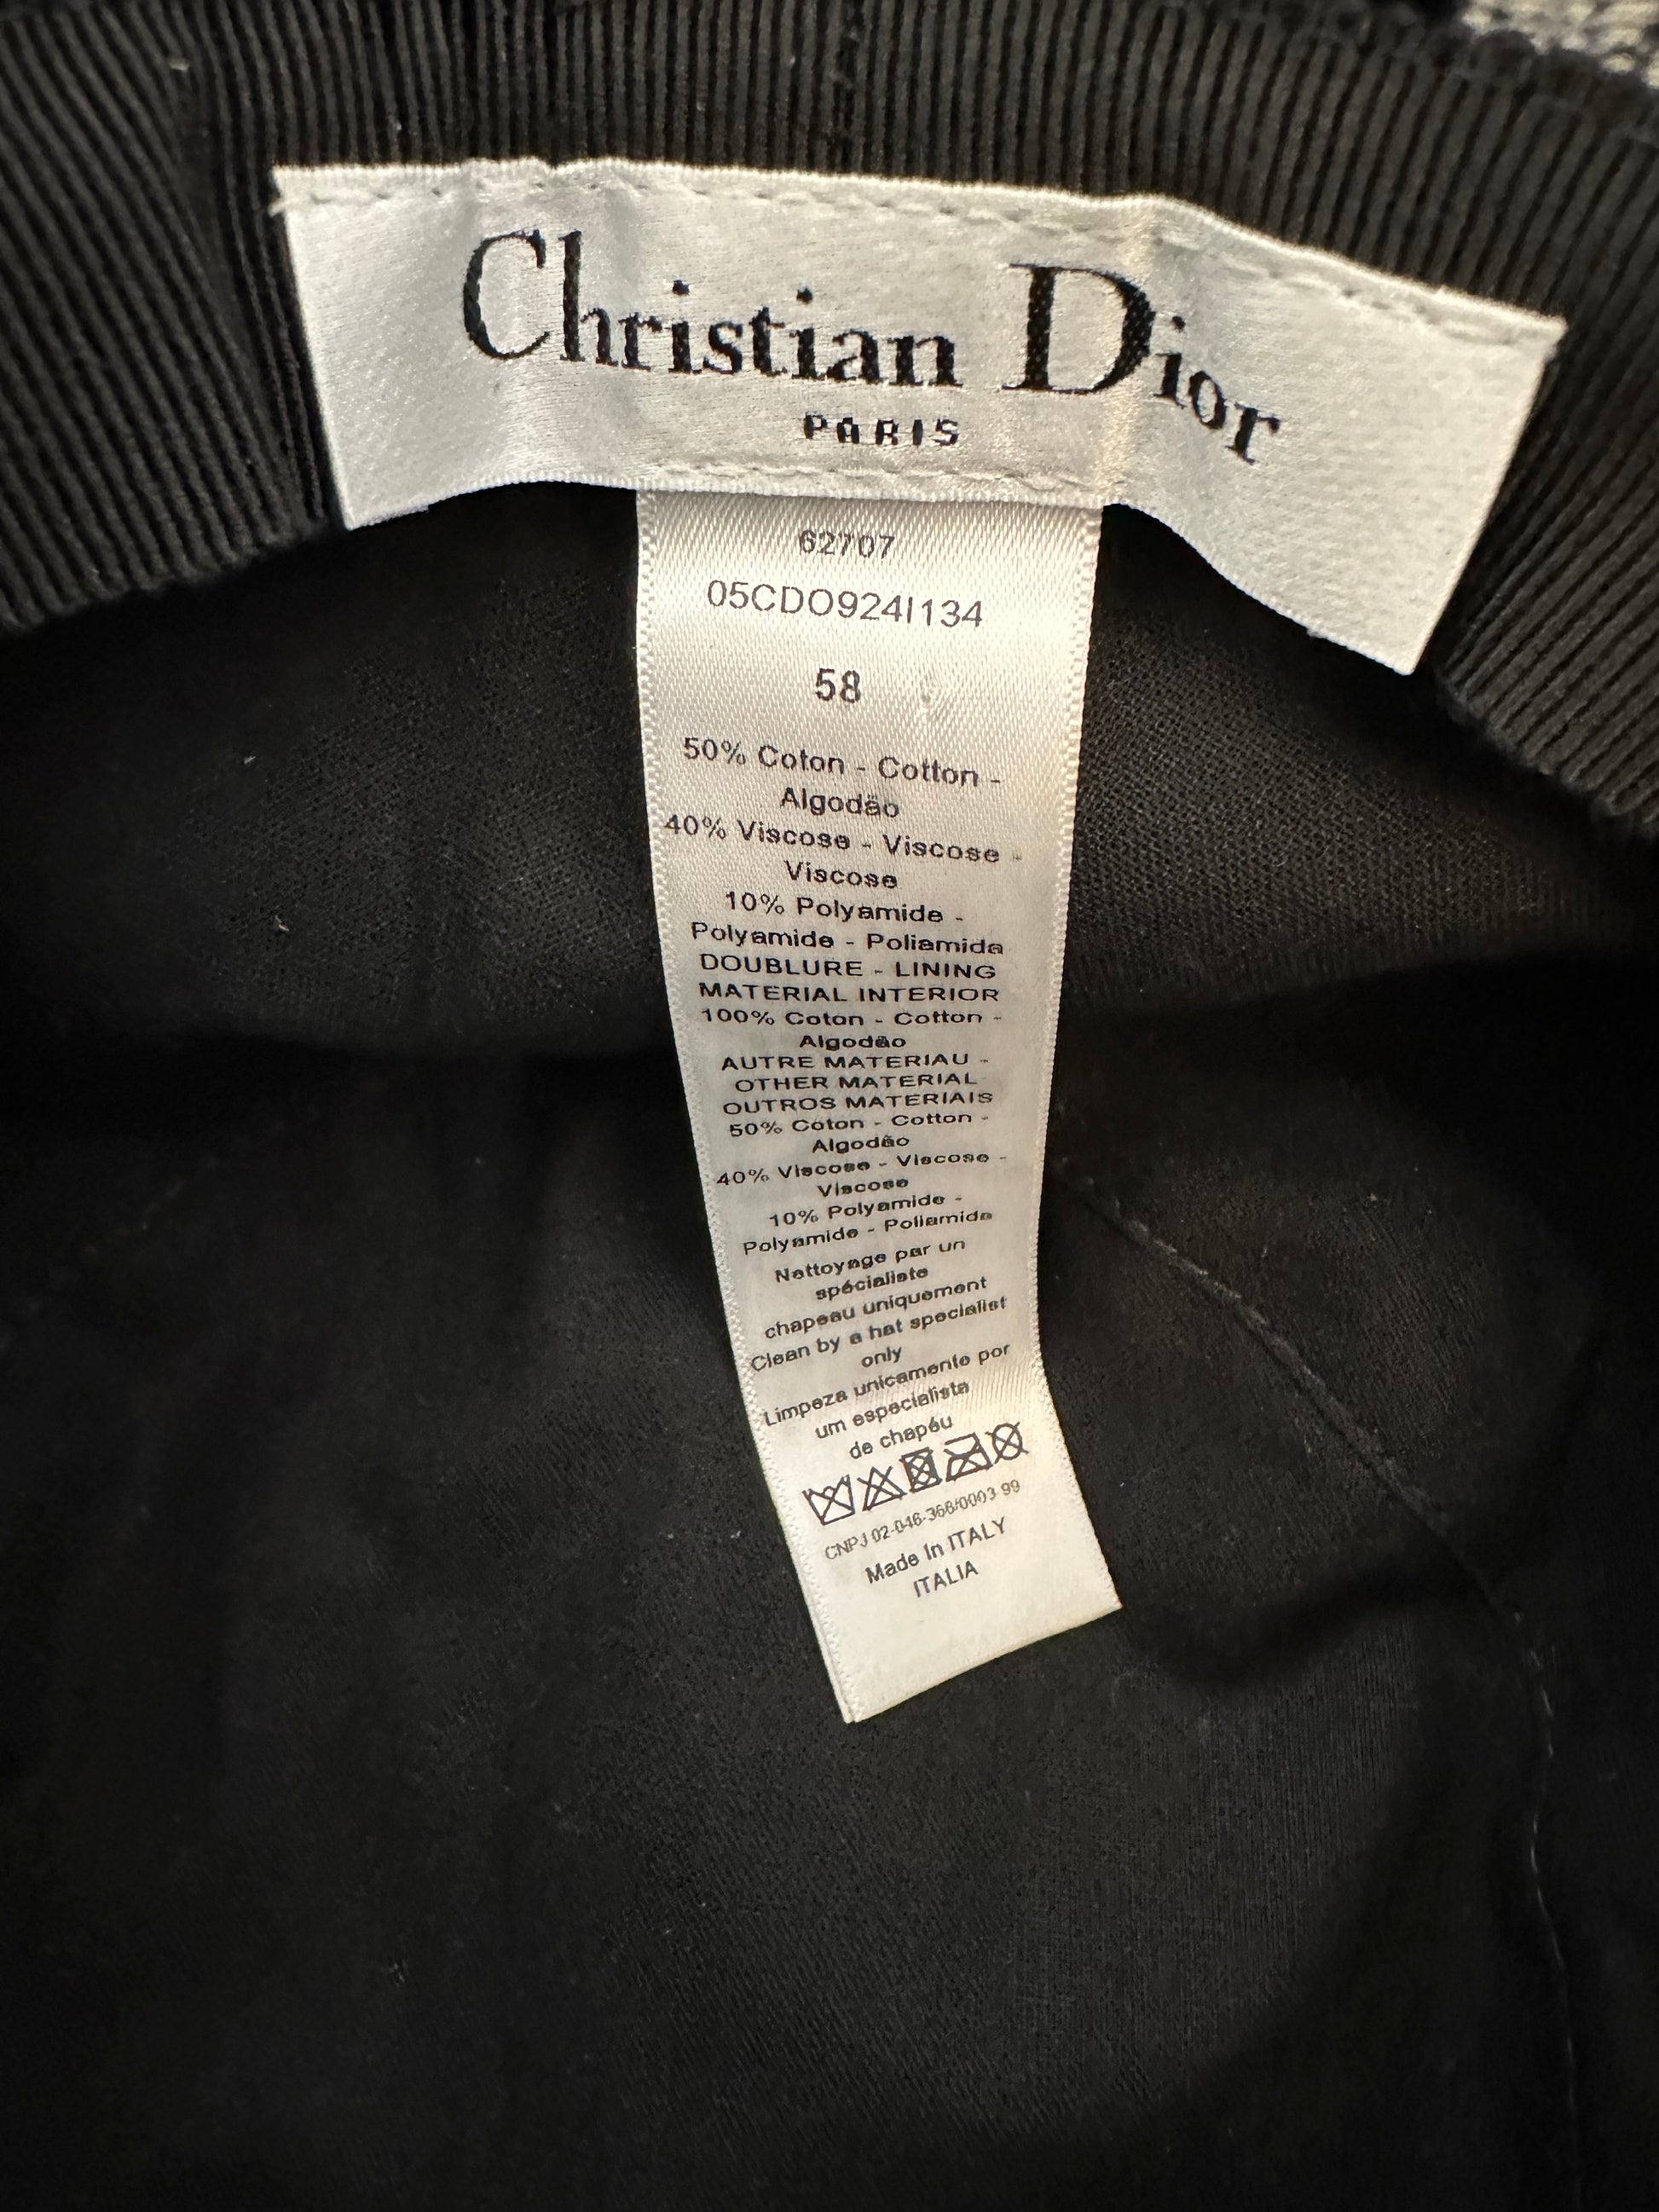 Christian Dior
PARIS
62707
05CDO924I134
58
50% Coton - Cotton -
Algodão
40% Viscose - Viscose -
Viscose
10% Polyamide -
Polyamide - Poliamida
DOUBLURE - LINING
MATERIAL INTERIOR
100% Coton - Cotton -
Algodão
AUTRE MATERIAU -
OTHER MATERIAL
OUTROS MATERIAIS
50% Coton - Cotton -
Algodão
40% Viscose - Viscose -
Viscose
10% Polyamide -
Polyamide - Poliamida
Nettoyage par un
spécialiste
chapeau uniquement
Clean by a hat specialist
only
Limpeza unicamente por
um especialista
de chapéu
CNPJ 02-046-366/0003 99
Made In ITALY
ITALIA